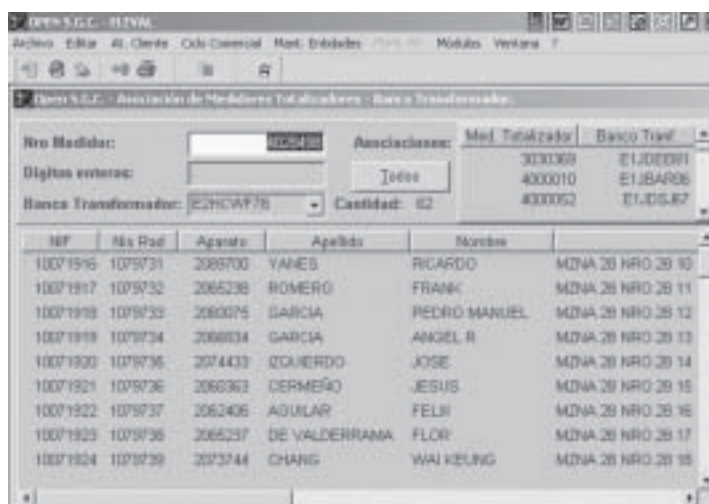 OPEN S.G.C. - ELEVAL
Archivo Editar At. Cliente Ciclo Comercial Mant. Entidades Módulos Ventana ?
Open S.G.C. - Asociación de Medidores Totalizadores - Banco Transformador
Nro Medidor: Asociaciones: Med. Totalizador Banco Tranf.
3030369
Dígitos enteros: Todos 4000010 E1JBAR06
Banco Transformador: E2HCWF76 Cantidad: 62 4000052
NIF Nis Rad Aparato Apellido Nombre
10071916 1079731 2089700 YANES RICARDO MZNA 28 NRO 28 10
10071917 1079732 2065238 ROMERO FRANK MZNA 28 NRO 28 11
10071918 1079733 2060075 GARCIA PEDRO MANUEL MZNA 28 NRO 28 12
10071919 1079734 2066834 GARCIA ANGEL R MZNA 28 NRO 28 13
10071920 1079735 2074433 IZQUIERDO JOSE MZNA 28 NRO 28 14
10071921 1079736 2060363 CERMEÑO JESUS MZNA 28 NRO 28 15
10071922 1079737 2062406 AGUILAR FELIX MZNA 28 NRO 28 16
10071923 1079738 2065237 DE VALDERRAMA FLOR MZNA 28 NRO 28 17
10071924 1079739 2073744 CHANG WAI KEUNG MZNA 28 NRO 28 18